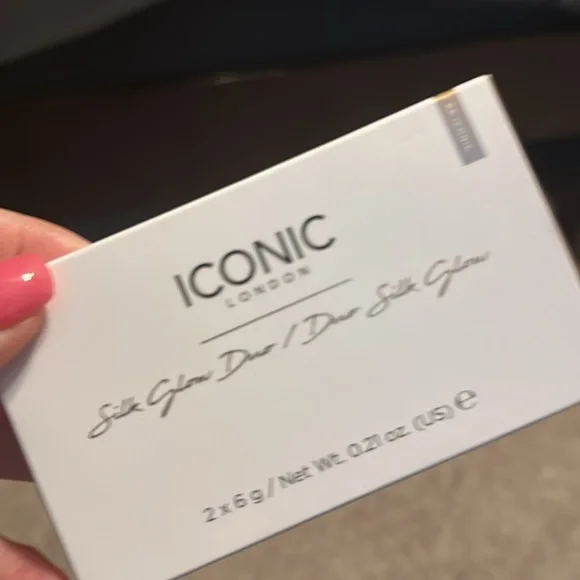 ICONIC
LONDON
Silk Glow Duo / Duo Silk Glow
2 x 6 g / Net Wt. 0.21 oz. (US) ℮